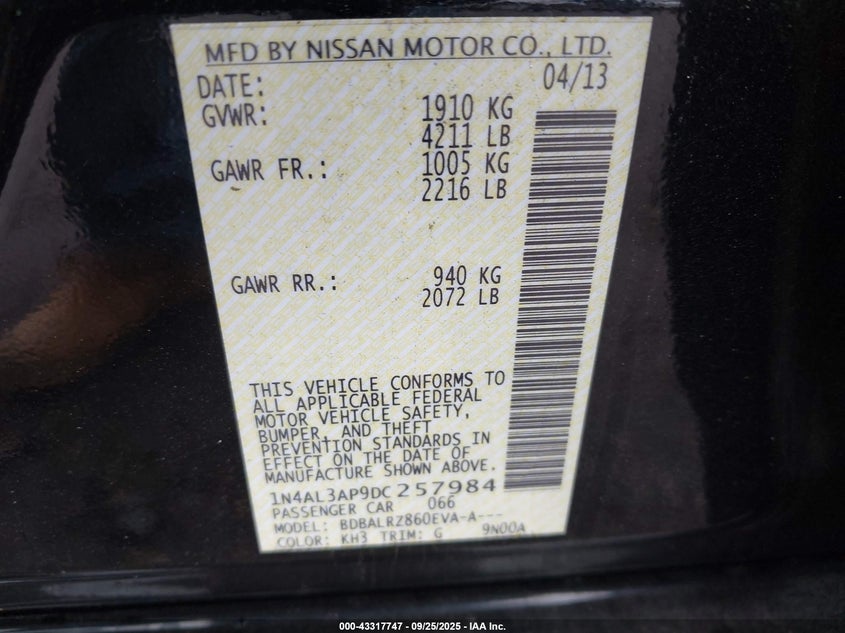 MFD BY NISSAN MOTOR CO., LTD.
DATE: 04/13
GVWR: 1910 KG
4211 LB
GAWR FR.: 1005 KG
2216 LB
GAWR RR.: 940 KG
2072 LB
THIS VEHICLE CONFORMS TO
ALL APPLICABLE FEDERAL
MOTOR VEHICLE SAFETY,
BUMPER, AND THEFT
PREVENTION STANDARDS IN
EFFECT ON THE DATE OF
MANUFACTURE SHOWN ABOVE.
1N4AL3AP9DC257984
PASSENGER CAR 066
MODEL: BDBALRZ860EVA-A---
COLOR: KH3 TRIM: G 9N00A
000-43317747 - 09/25/2025 - IAA Inc.